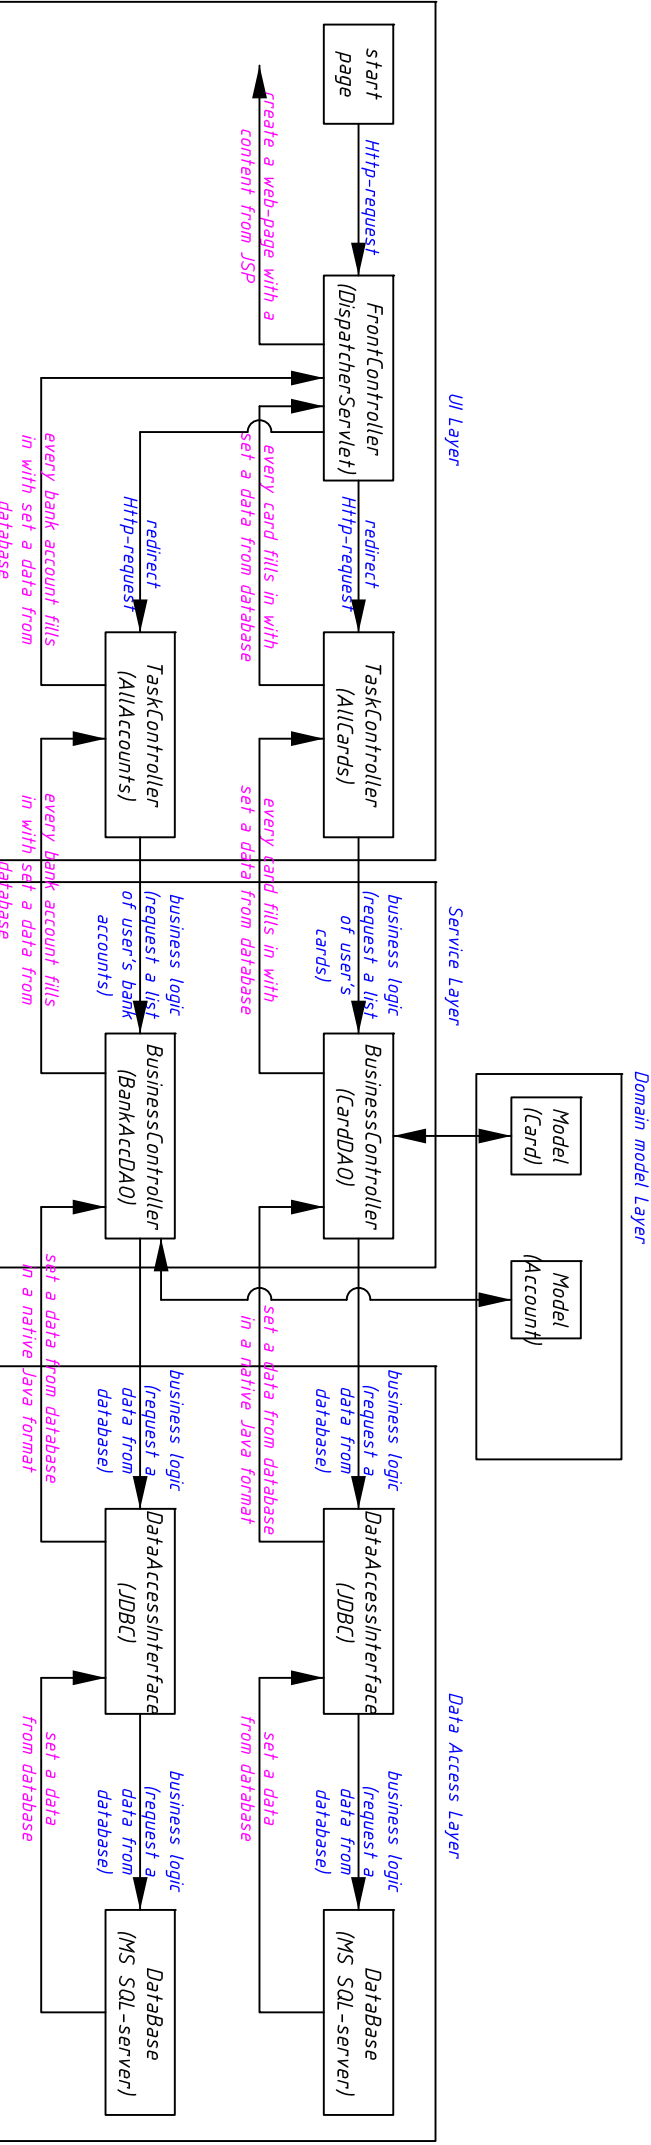 Domain model Layer
Model
(Card)
Model
(Account)
UI Layer
Service Layer
Data Access Layer
start
page
Http-request
FrontController
(DispatcherServlet)
redirect
Http-request
TaskController
(AllCards)
business logic
(request a list
of user's
cards)
BusinessController
(CardDAO)
business logic
(request a
data from
database)
DataAccessInterface
(JDBC)
business logic
(request a
data from
database)
DataBase
(MS SQL-server)
create a web-page with a
content from JSP
every card fills in with
set a data from database
every card fills in with
set a data from database
set a data from database
in a native Java format
set a data
from database
redirect
Http-request
TaskController
(AllAccounts)
business logic
(request a list
of user's bank
accounts)
BusinessController
(BankAccDAO)
business logic
(request a
data from
database)
DataAccessInterface
(JDBC)
business logic
(request a
data from
database)
DataBase
(MS SQL-server)
every bank account fills
in with set a data from
database
every bank account fills
in with set a data from
database
set a data from database
in a native Java format
set a data
from database